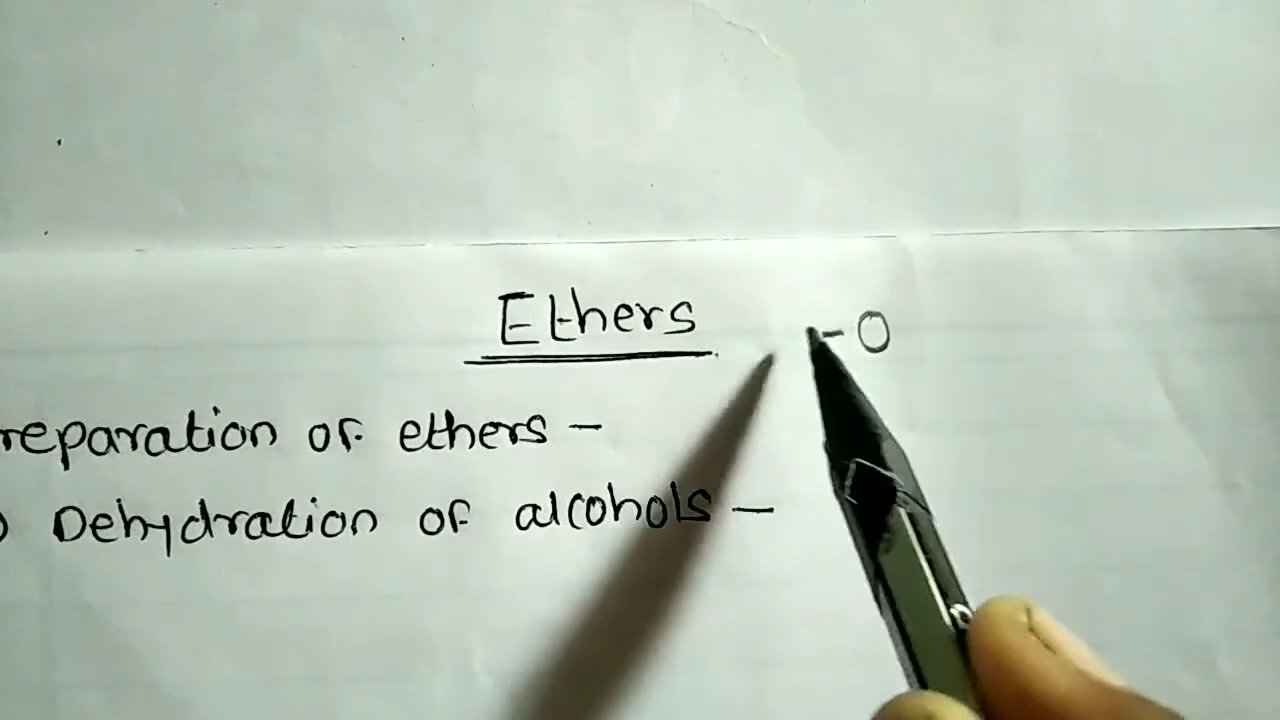 Ethers -O
reparation of ethers -
Dehydration of alcohols -